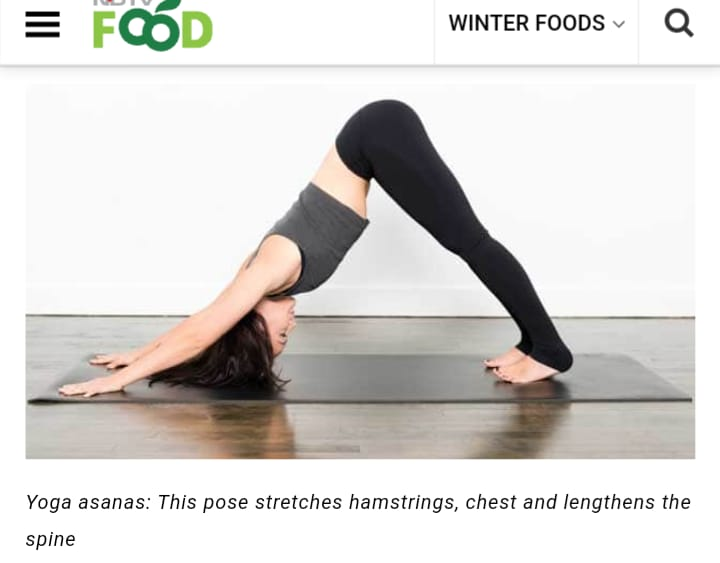 FOOD
WINTER FOODS
Yoga asanas: This pose stretches hamstrings, chest and lengthens the
spine